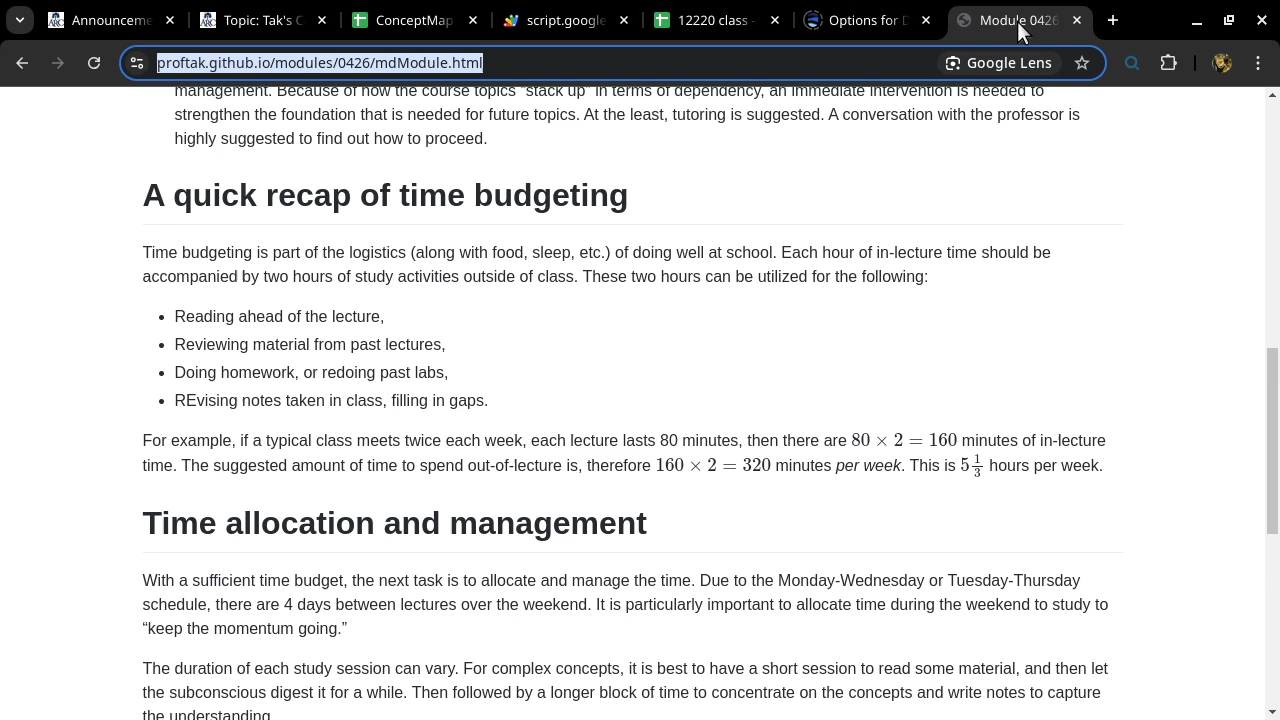 Announceme
Topic: Tak's C
ConceptMap
script.google
12220 class -
Options for D
Module 0426
proftak.github.io/modules/0426/mdModule.html
Google Lens
management. Because of how the course topics "stack up" in terms of dependency, an immediate intervention is needed to
strengthen the foundation that is needed for future topics. At the least, tutoring is suggested. A conversation with the professor is
highly suggested to find out how to proceed.
A quick recap of time budgeting
Time budgeting is part of the logistics (along with food, sleep, etc.) of doing well at school. Each hour of in-lecture time should be
accompanied by two hours of study activities outside of class. These two hours can be utilized for the following:
• Reading ahead of the lecture,
• Reviewing material from past lectures,
• Doing homework, or redoing past labs,
• REvising notes taken in class, filling in gaps.
For example, if a typical class meets twice each week, each lecture lasts 80 minutes, then there are 80 × 2 = 160 minutes of in-lecture
time. The suggested amount of time to spend out-of-lecture is, therefore 160 × 2 = 320 minutes per week. This is 5 1/3 hours per week.
Time allocation and management
With a sufficient time budget, the next task is to allocate and manage the time. Due to the Monday-Wednesday or Tuesday-Thursday
schedule, there are 4 days between lectures over the weekend. It is particularly important to allocate time during the weekend to study to
“keep the momentum going.”
The duration of each study session can vary. For complex concepts, it is best to have a short session to read some material, and then let
the subconscious digest it for a while. Then followed by a longer block of time to concentrate on the concepts and write notes to capture
the understanding.